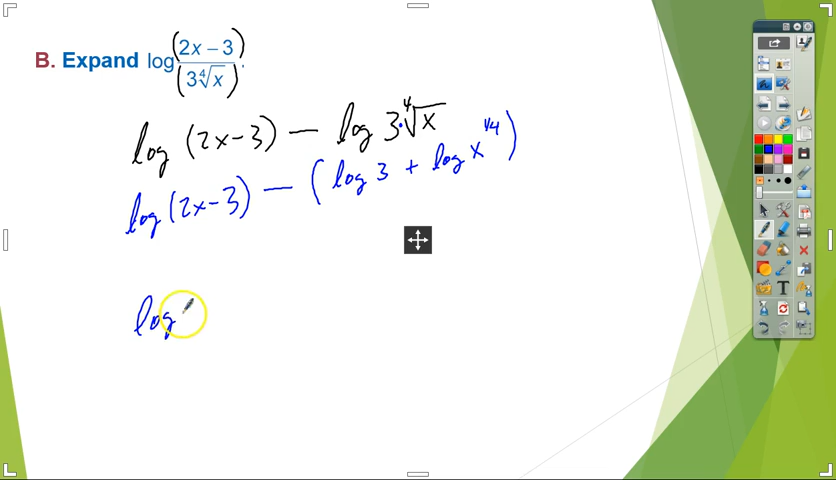 B. Expand log (2x – 3) / (3 ∜x) .
log (2x – 3) – log 3 · ∜x
log (2x – 3) – ( log 3 + log x^1/4 )
log